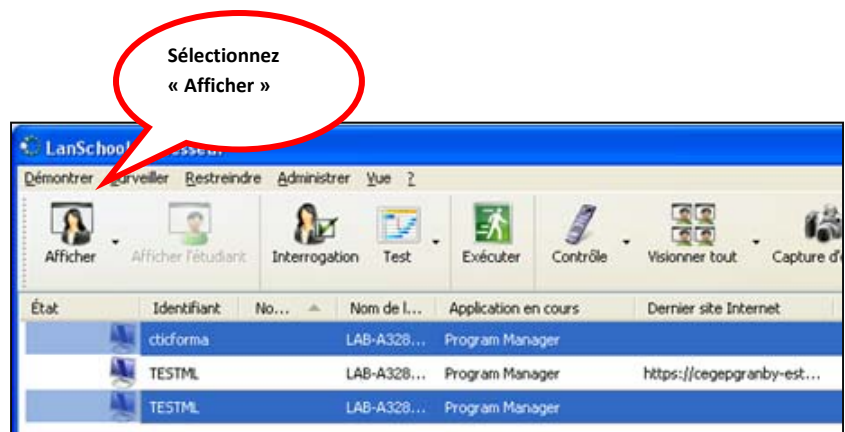 Sélectionnez
« Afficher »
LanSchool
Démontrer Surveiller Restreindre Administrer Vue ?
Afficher Afficher l'étudiant Interrogation Test Exécuter Contrôle Visionner tout Capture d'
État Identifiant No... Nom de l... Application en cours Dernier site Internet
cticforma LAB-A328... Program Manager
TESTML LAB-A328... Program Manager https://cegepgranby-est...
TESTML LAB-A328... Program Manager